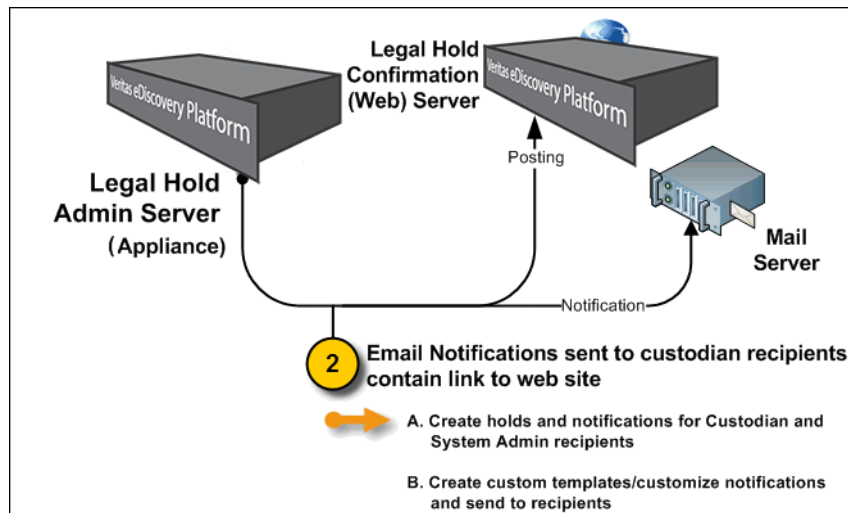 Legal Hold
Confirmation
(Web) Server
Veritas eDiscovery Platform
Veritas eDiscovery Platform
Posting
Legal Hold
Admin Server
(Appliance)
Mail
Server
Notification
2
Email Notifications sent to custodian recipients
contain link to web site
A. Create holds and notifications for Custodian and
System Admin recipients
B. Create custom templates/customize notifications
and send to recipients